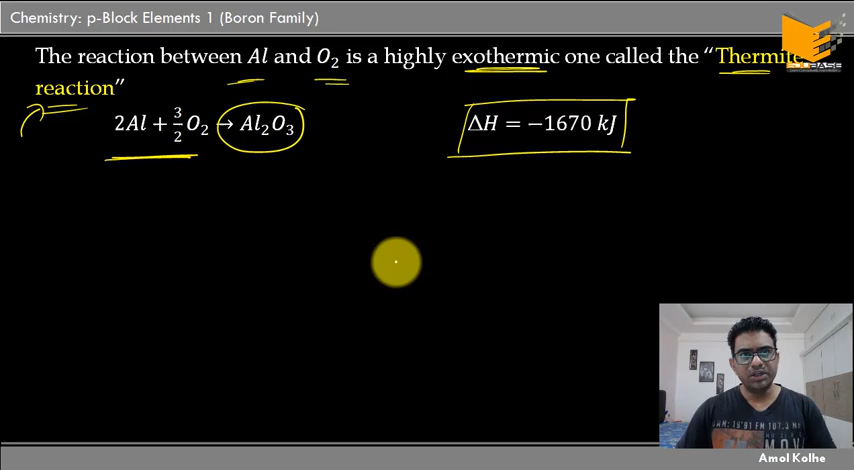 Chemistry: p-Block Elements 1 (Boron Family)
The reaction between Al and O₂ is a highly exothermic one called the “Thermite
reaction”
2Al + 3/2 O₂ → Al₂O₃ ΔH = −1670 kJ
Amol Kolhe